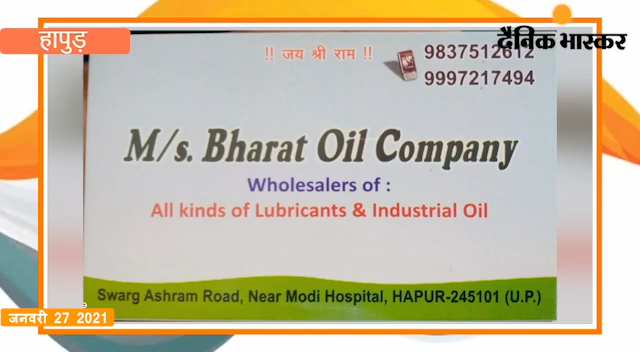 हापुड़
दैनिक भास्कर
!! जय श्री राम !!
9837512612
9997217494
M/s. Bharat Oil Company
Wholesalers of :
All kinds of Lubricants & Industrial Oil
Swarg Ashram Road, Near Modi Hospital, HAPUR-245101 (U.P.)
जनवरी 27 2021